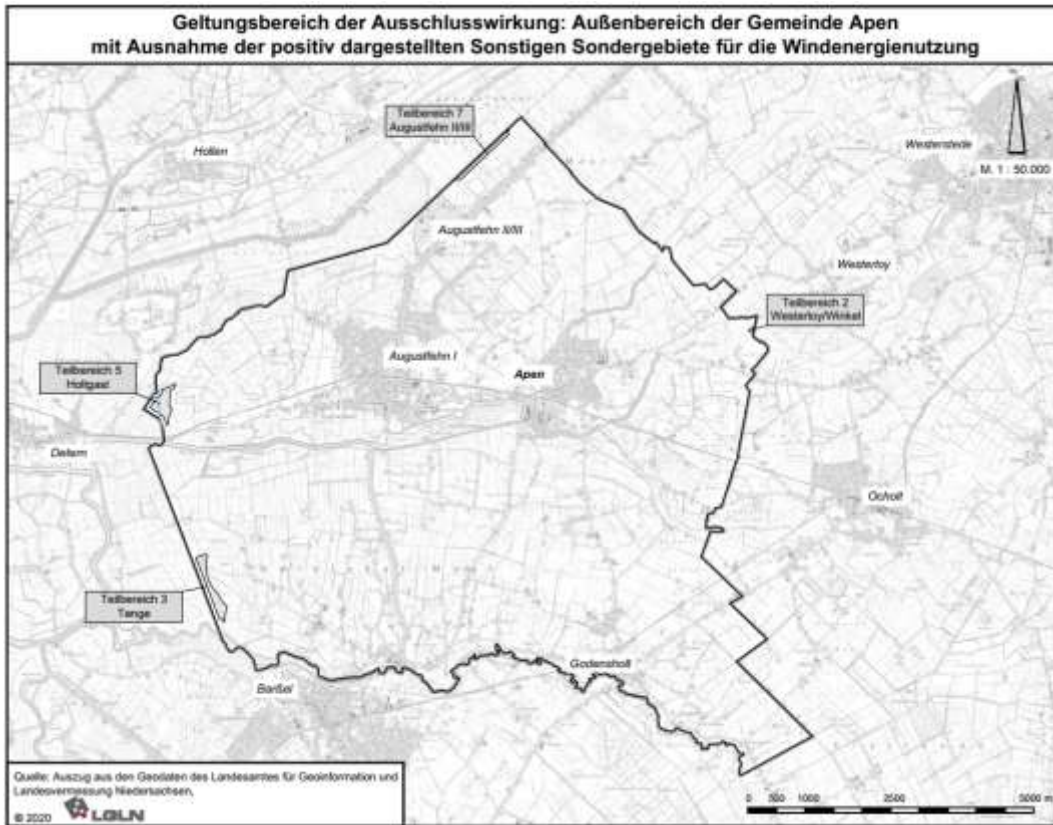 Geltungsbereich der Ausschlusswirkung: Außenbereich der Gemeinde Apen
mit Ausnahme der positiv dargestellten Sonstigen Sondergebiete für die Windenergienutzung
Teilbereich 7
Augustfehn II/III
Hollen
Westerstede
M. 1 : 50.000
Augustfehn II/III
Westerloy
Teilbereich 2
Westerloy/Winkel
Augustfehn I
Apen
Teilbereich 5
Holtgast
Detern
Ocholt
Teilbereich 3
Tange
Godensholt
Barßel
Quelle: Auszug aus den Geodaten des Landesamtes für Geoinformation und
Landesvermessung Niedersachsen,
© 2020 LGLN
0 500 1000 2500 5000 m